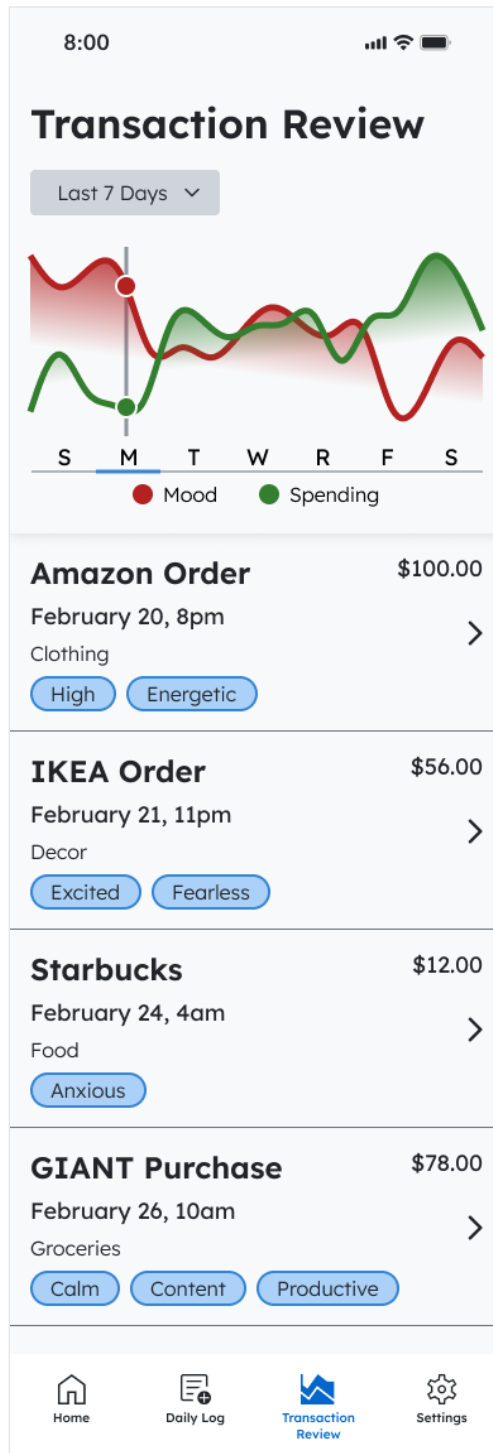 8:00
Transaction Review
Last 7 Days
S M T W R F S
Mood Spending
Amazon Order $100.00
February 20, 8pm
Clothing
High Energetic
IKEA Order $56.00
February 21, 11pm
Decor
Excited Fearless
Starbucks $12.00
February 24, 4am
Food
Anxious
GIANT Purchase $78.00
February 26, 10am
Groceries
Calm Content Productive
Home Daily Log Transaction Settings
Review